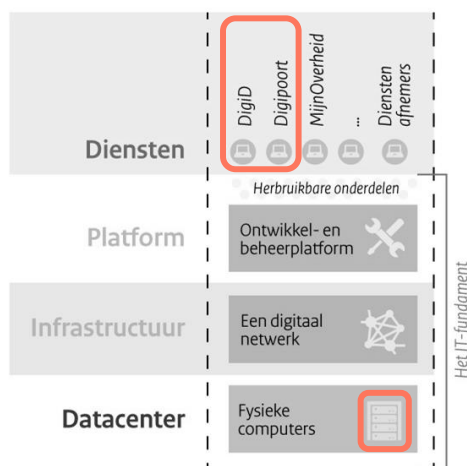 DigiD
Digipoort
MijnOverheid
...
Diensten
afnemers
Diensten
Herbruikbare onderdelen
Platform
Ontwikkel- en
beheerplatform
Infrastructuur
Een digitaal
netwerk
Het IT-fundament
Datacenter
Fysieke
computers